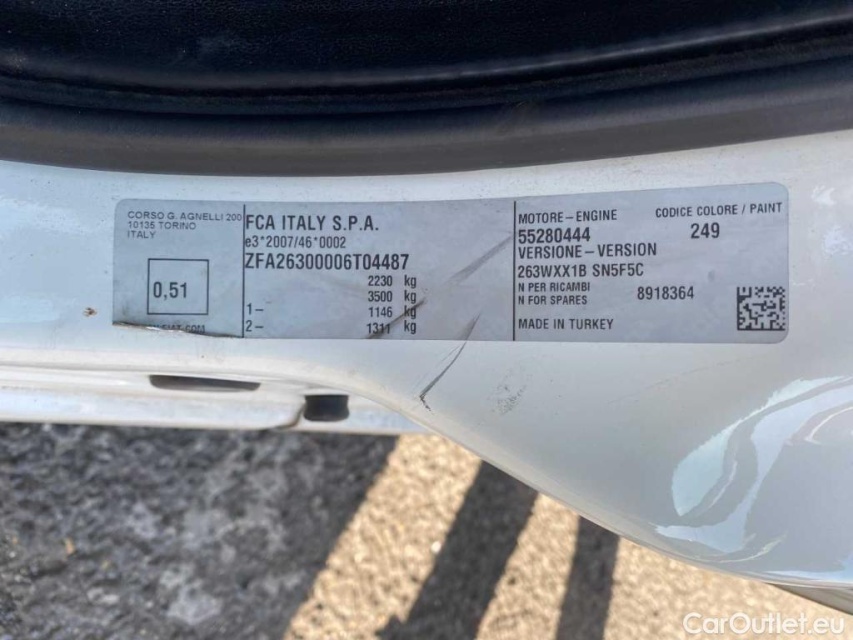 CORSO G. AGNELLI 200
10135 TORINO
ITALY
0,51
FCA ITALY S.P.A.
e3*2007/46*0002
ZFA26300006T04487
2230 kg
3500 kg
1- 1146 kg
2- 1311 kg
MOTORE-ENGINE
55280444
VERSIONE-VERSION
263WXX1B SN5F5C
N PER RICAMBI
N FOR SPARES
8918364
MADE IN TURKEY
CODICE COLORE / PAINT
249
CarOutlet.eu